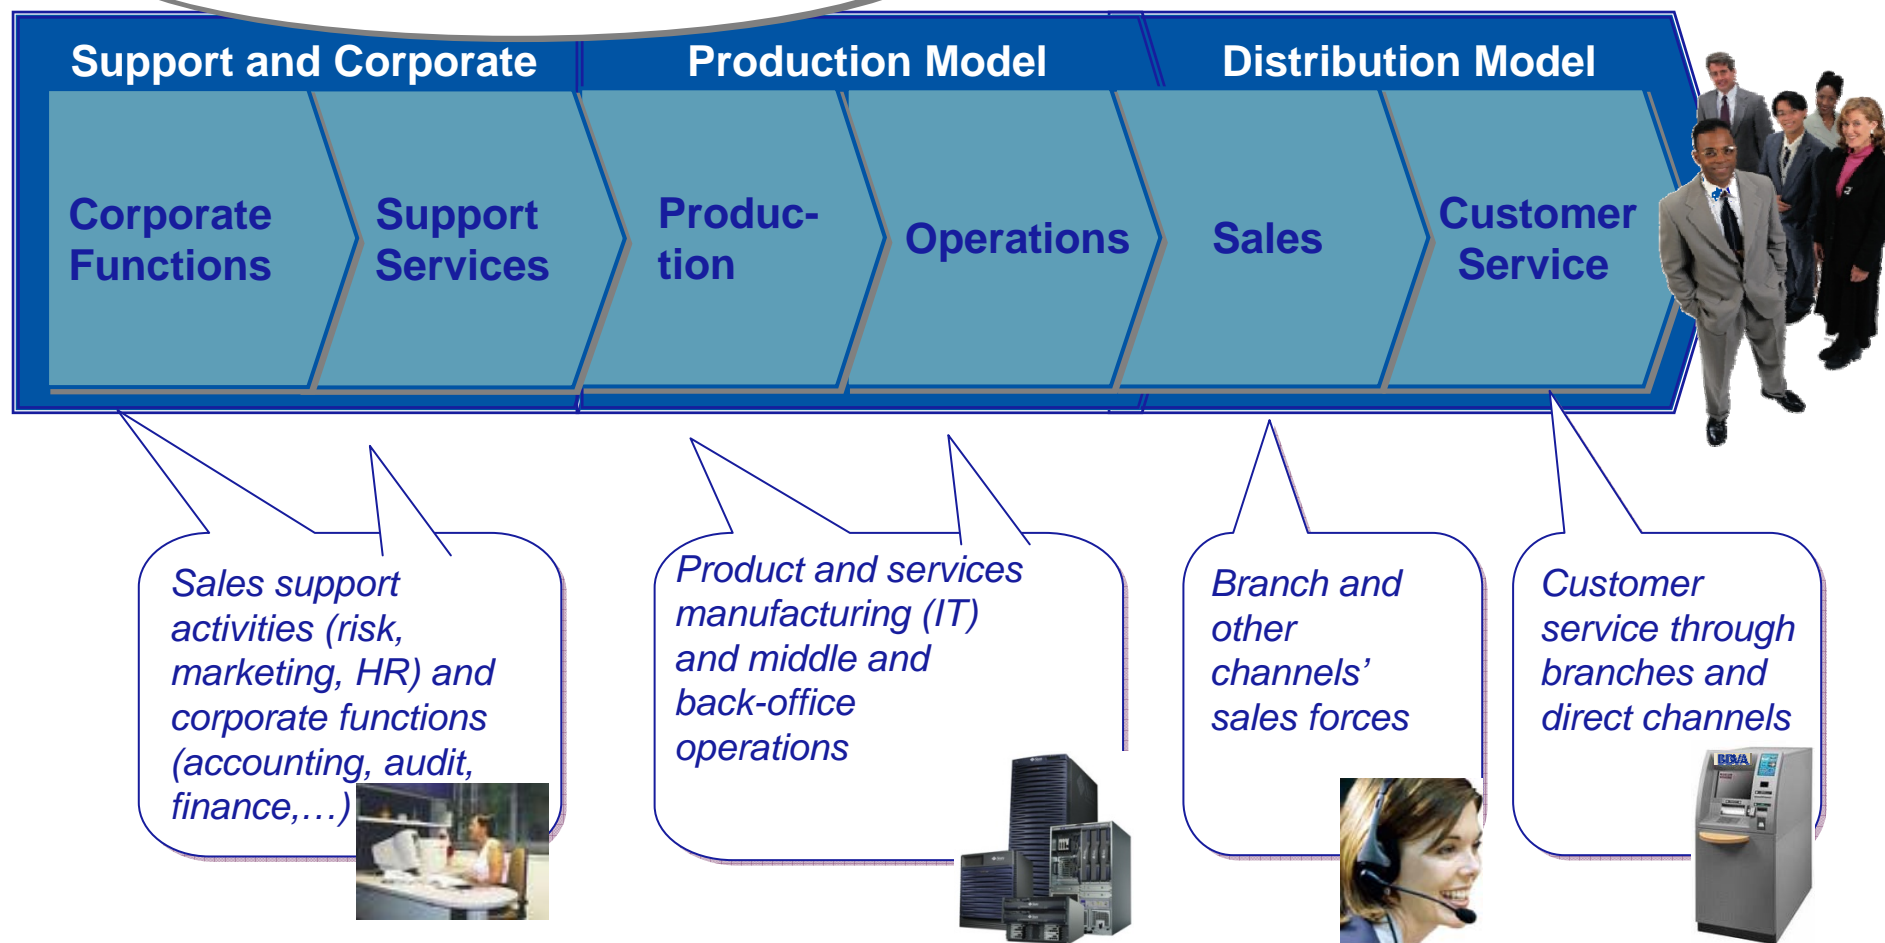 Support and Corporate
Production Model
Distribution Model
Corporate
Functions
Support
Services
Produc-
tion
Operations
Sales
Customer
Service
Sales support
activities (risk,
marketing, HR) and
corporate functions
(accounting, audit,
finance,…)
Product and services
manufacturing (IT)
and middle and
back-office
operations
Branch and
other
channels’
sales forces
Customer
service through
branches and
direct channels
BBVA